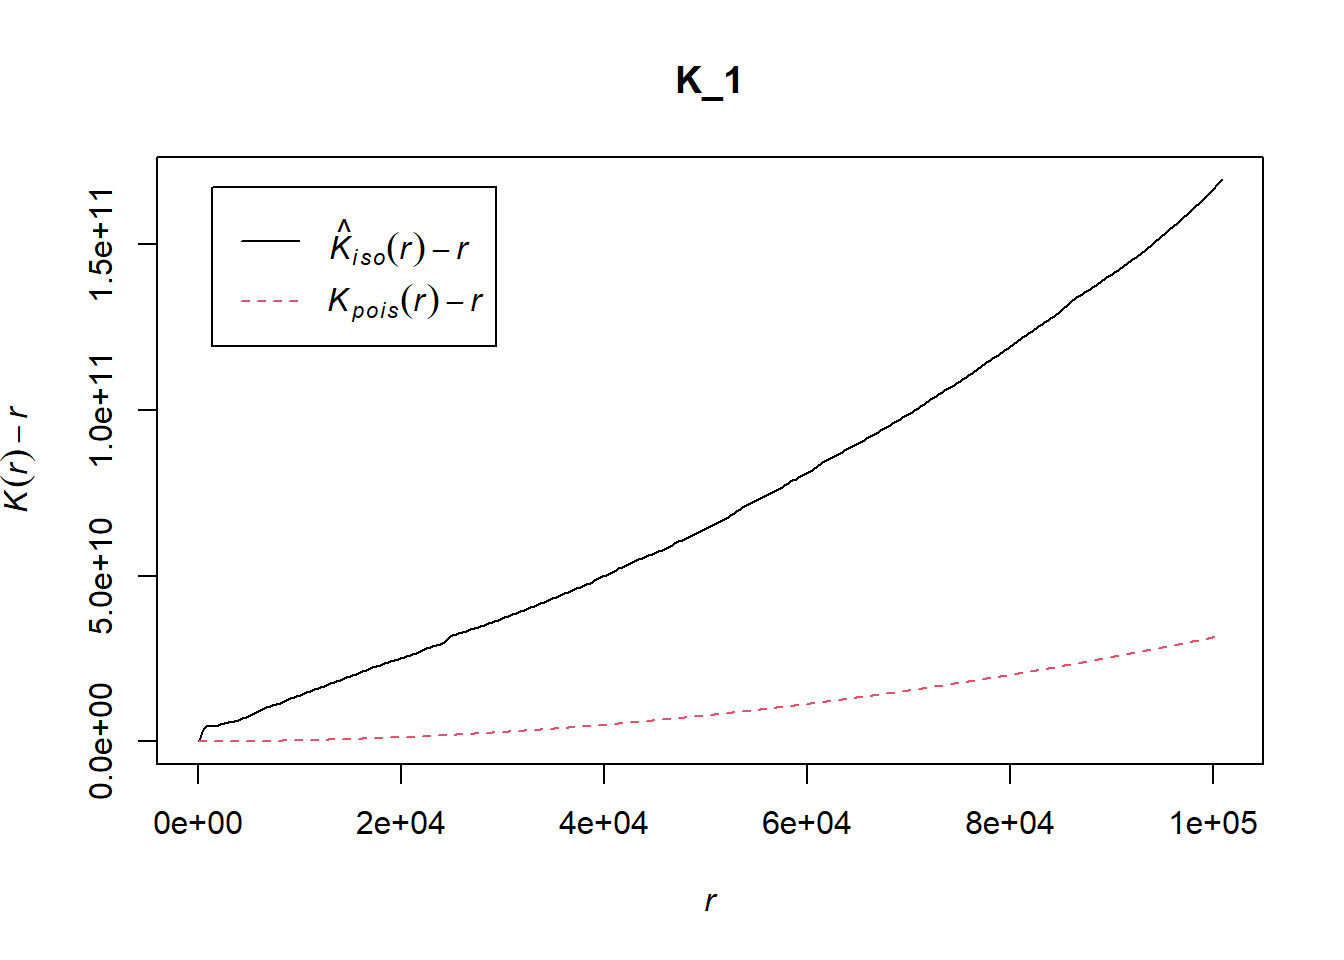 K_1
K̂iso(r) − r
Kpois(r) − r
K(r) − r
1.5e+11
1.0e+11
5.0e+10
0.0e+00
0e+00 2e+04 4e+04 6e+04 8e+04 1e+05
r